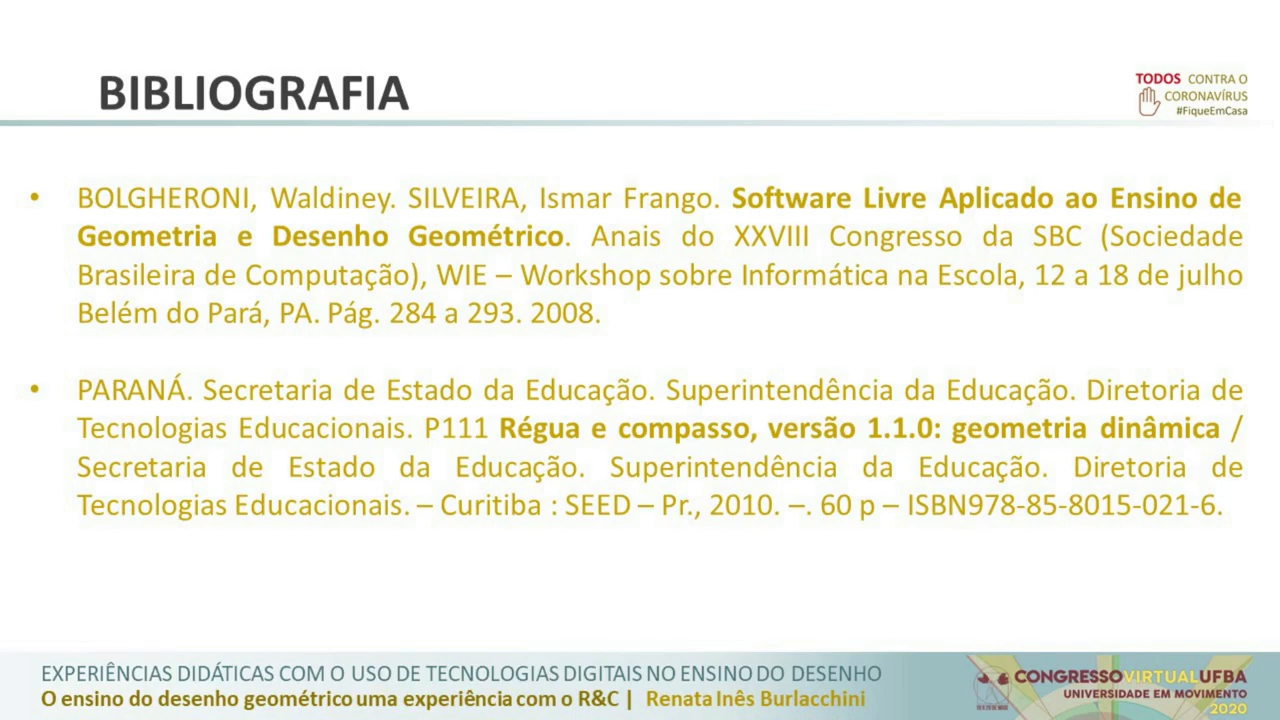 BIBLIOGRAFIA
TODOS CONTRA O
CORONAVÍRUS
#FiqueEmCasa
• BOLGHERONI, Waldiney. SILVEIRA, Ismar Frango. Software Livre Aplicado ao Ensino de
Geometria e Desenho Geométrico. Anais do XXVIII Congresso da SBC (Sociedade
Brasileira de Computação), WIE – Workshop sobre Informática na Escola, 12 a 18 de julho
Belém do Pará, PA. Pág. 284 a 293. 2008.
• PARANÁ. Secretaria de Estado da Educação. Superintendência da Educação. Diretoria de
Tecnologias Educacionais. P111 Régua e compasso, versão 1.1.0: geometria dinâmica /
Secretaria de Estado da Educação. Superintendência da Educação. Diretoria de
Tecnologias Educacionais. – Curitiba : SEED – Pr., 2010. –. 60 p – ISBN978-85-8015-021-6.
EXPERIÊNCIAS DIDÁTICAS COM O USO DE TECNOLOGIAS DIGITAIS NO ENSINO DO DESENHO
O ensino do desenho geométrico uma experiência com o R&C | Renata Inês Burlacchini
CONGRESSOVIRTUALUFBA
UNIVERSIDADE EM MOVIMENTO
2020